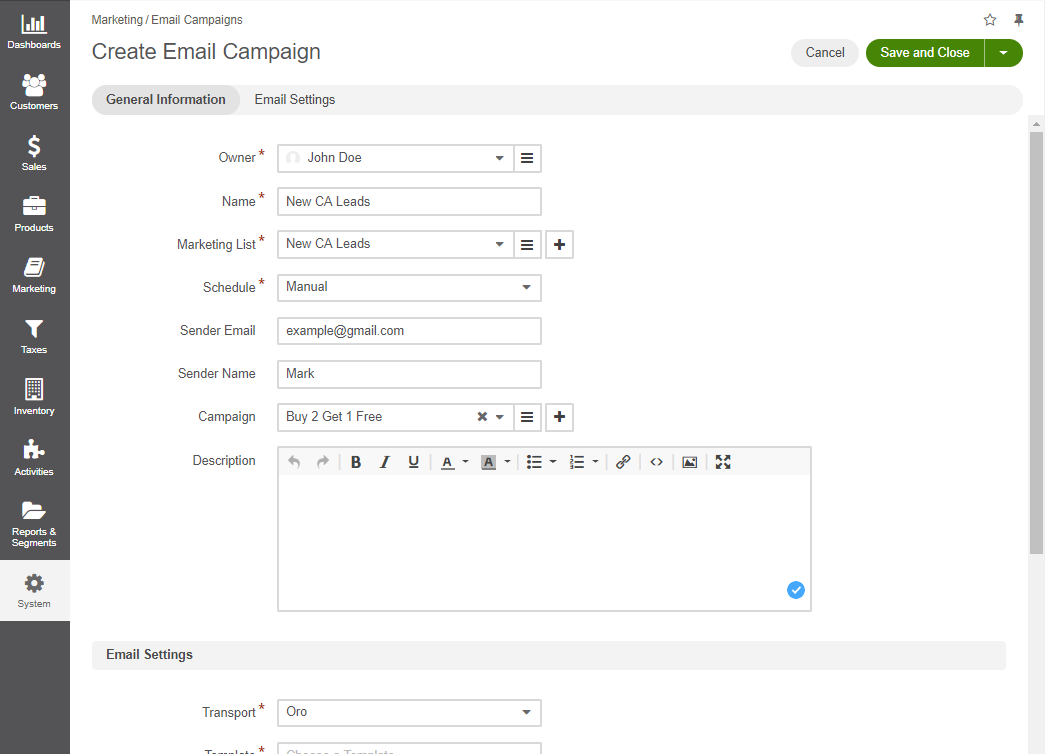 Dashboards
Customers
Sales
Products
Marketing
Taxes
Inventory
Activities
Reports &
Segments
System
Marketing / Email Campaigns
Create Email Campaign
Cancel
Save and Close
General Information
Email Settings
Owner * John Doe
Name * New CA Leads
Marketing List * New CA Leads
Schedule * Manual
Sender Email example@gmail.com
Sender Name Mark
Campaign Buy 2 Get 1 Free
Description
B I U A A
Email Settings
Transport * Oro
Template * Choose a Template